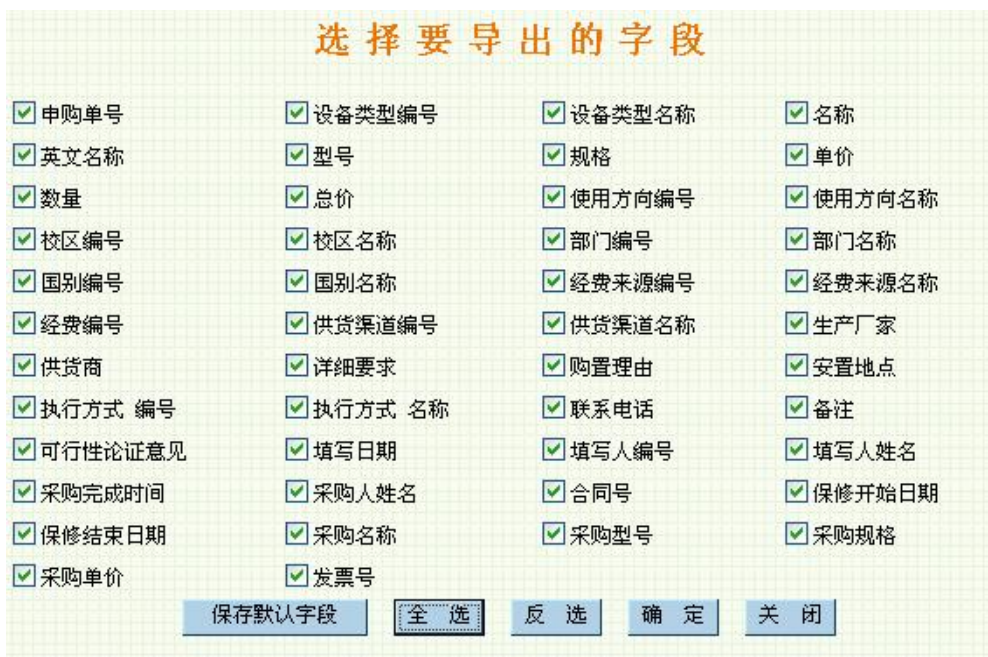 选择要导出的字段
申购单号 设备类型编号 设备类型名称 名称
英文名称 型号 规格 单价
数量 总价 使用方向编号 使用方向名称
校区编号 校区名称 部门编号 部门名称
国别编号 国别名称 经费来源编号 经费来源名称
经费编号 供货渠道编号 供货渠道名称 生产厂家
供货商 详细要求 购置理由 安置地点
执行方式 编号 执行方式 名称 联系电话 备注
可行性论证意见 填写日期 填写人编号 填写人姓名
采购完成时间 采购人姓名 合同号 保修开始日期
保修结束日期 采购名称 采购型号 采购规格
采购单价 发票号
保存默认字段 全 选 反 选 确 定 关 闭